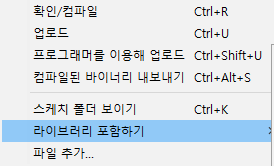 확인/컴파일 Ctrl+R
업로드 Ctrl+U
프로그래머를 이용해 업로드 Ctrl+Shift+U
컴파일된 바이너리 내보내기 Ctrl+Alt+S
스케치 폴더 보이기 Ctrl+K
라이브러리 포함하기
파일 추가...